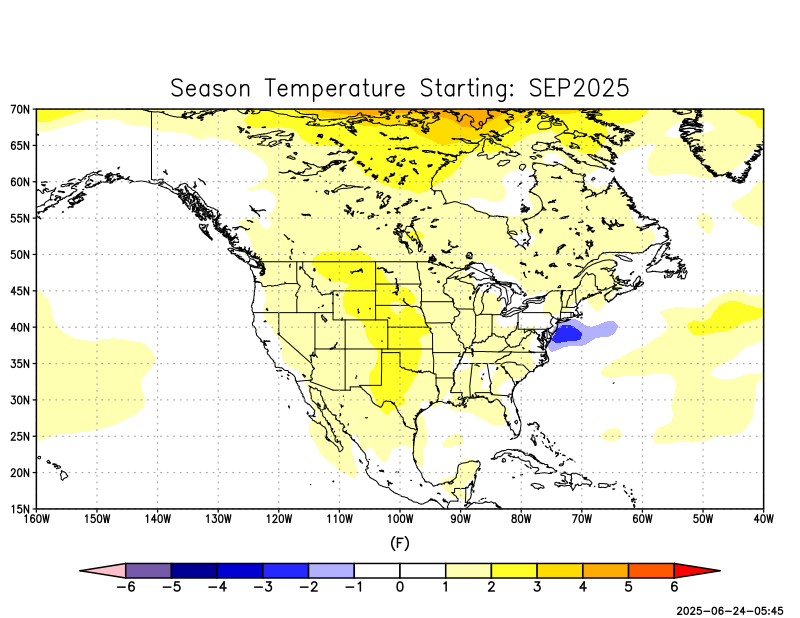 Season Temperature Starting: SEP2025
70N
65N
60N
55N
50N
45N
40N
35N
30N
25N
20N
15N
160W 150W 140W 130W 120W 110W 100W 90W 80W 70W 60W 50W 40W
(F)
−6 −5 −4 −3 −2 −1 0 1 2 3 4 5 6
2025−06−24−05:45